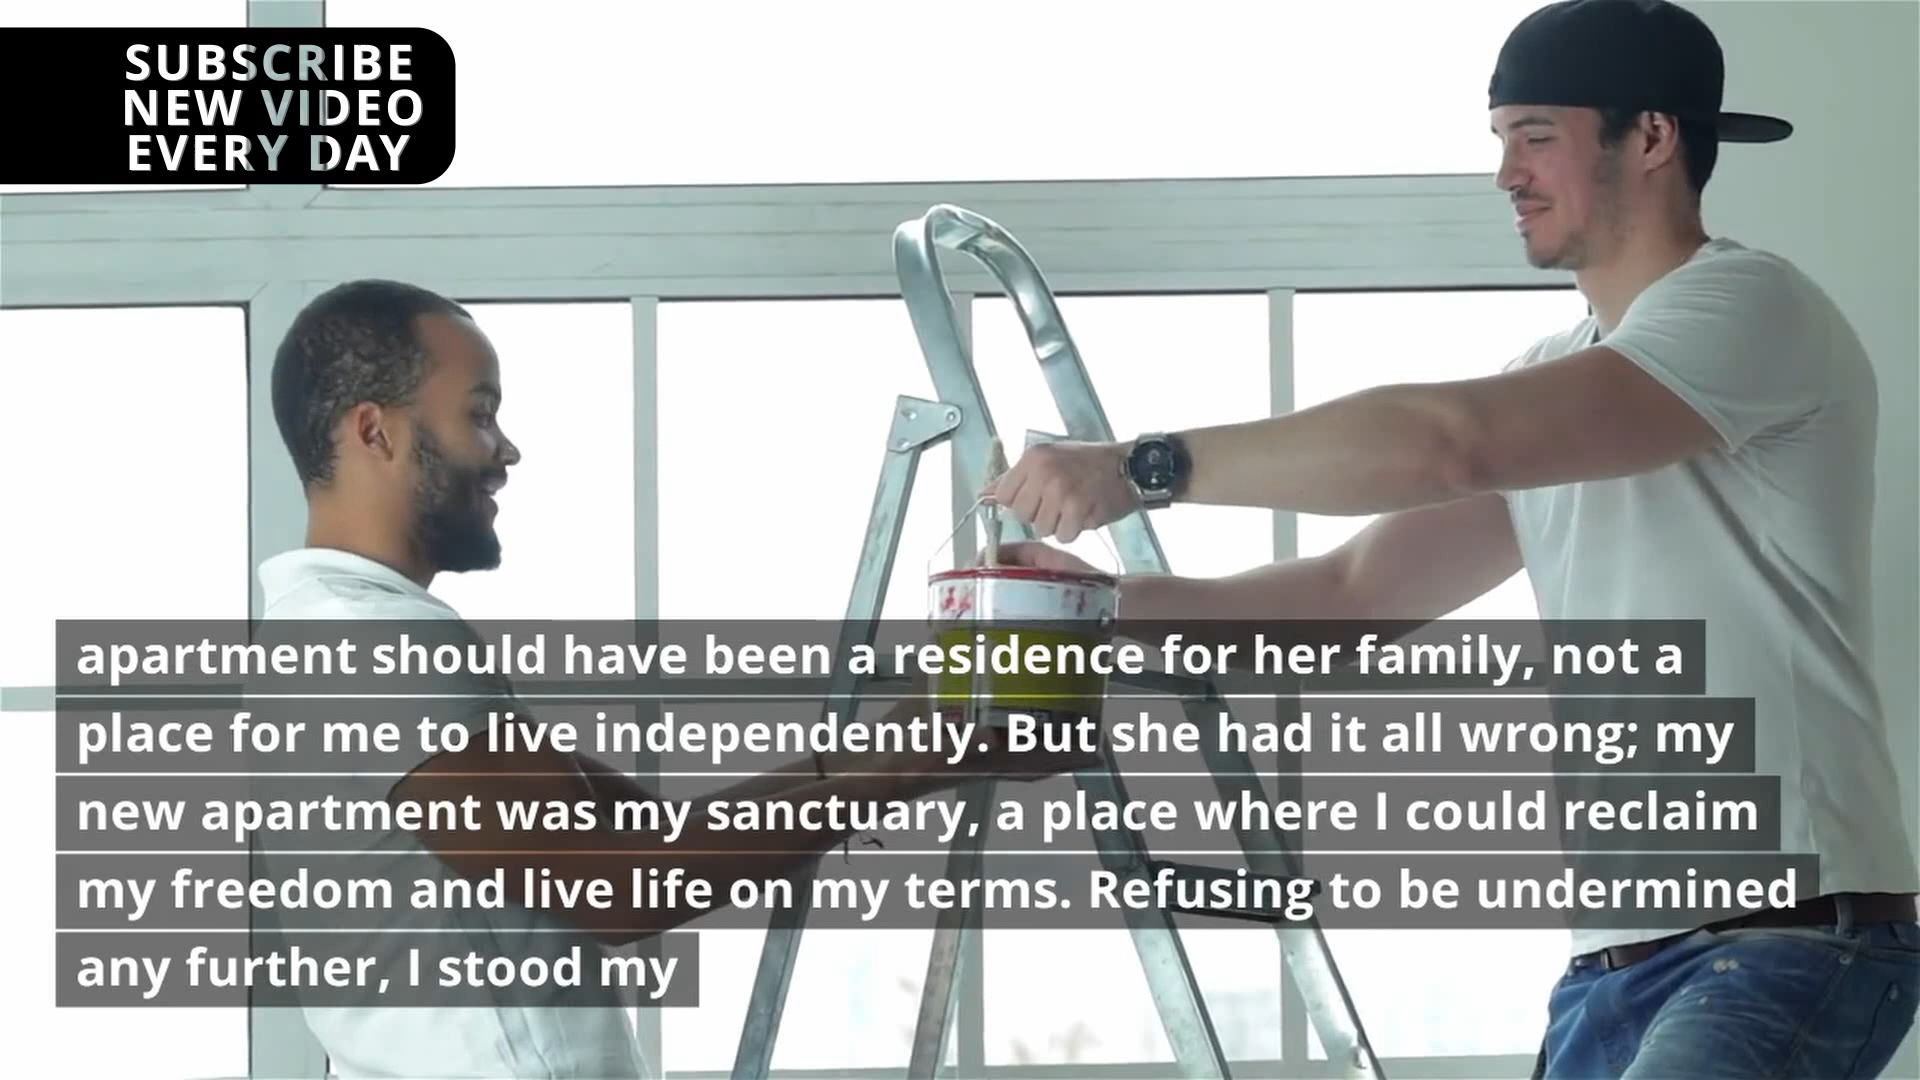 SUBSCRIBE
NEW VIDEO
EVERY DAY
apartment should have been a residence for her family, not a
place for me to live independently. But she had it all wrong; my
new apartment was my sanctuary, a place where I could reclaim
my freedom and live life on my terms. Refusing to be undermined
any further, I stood my